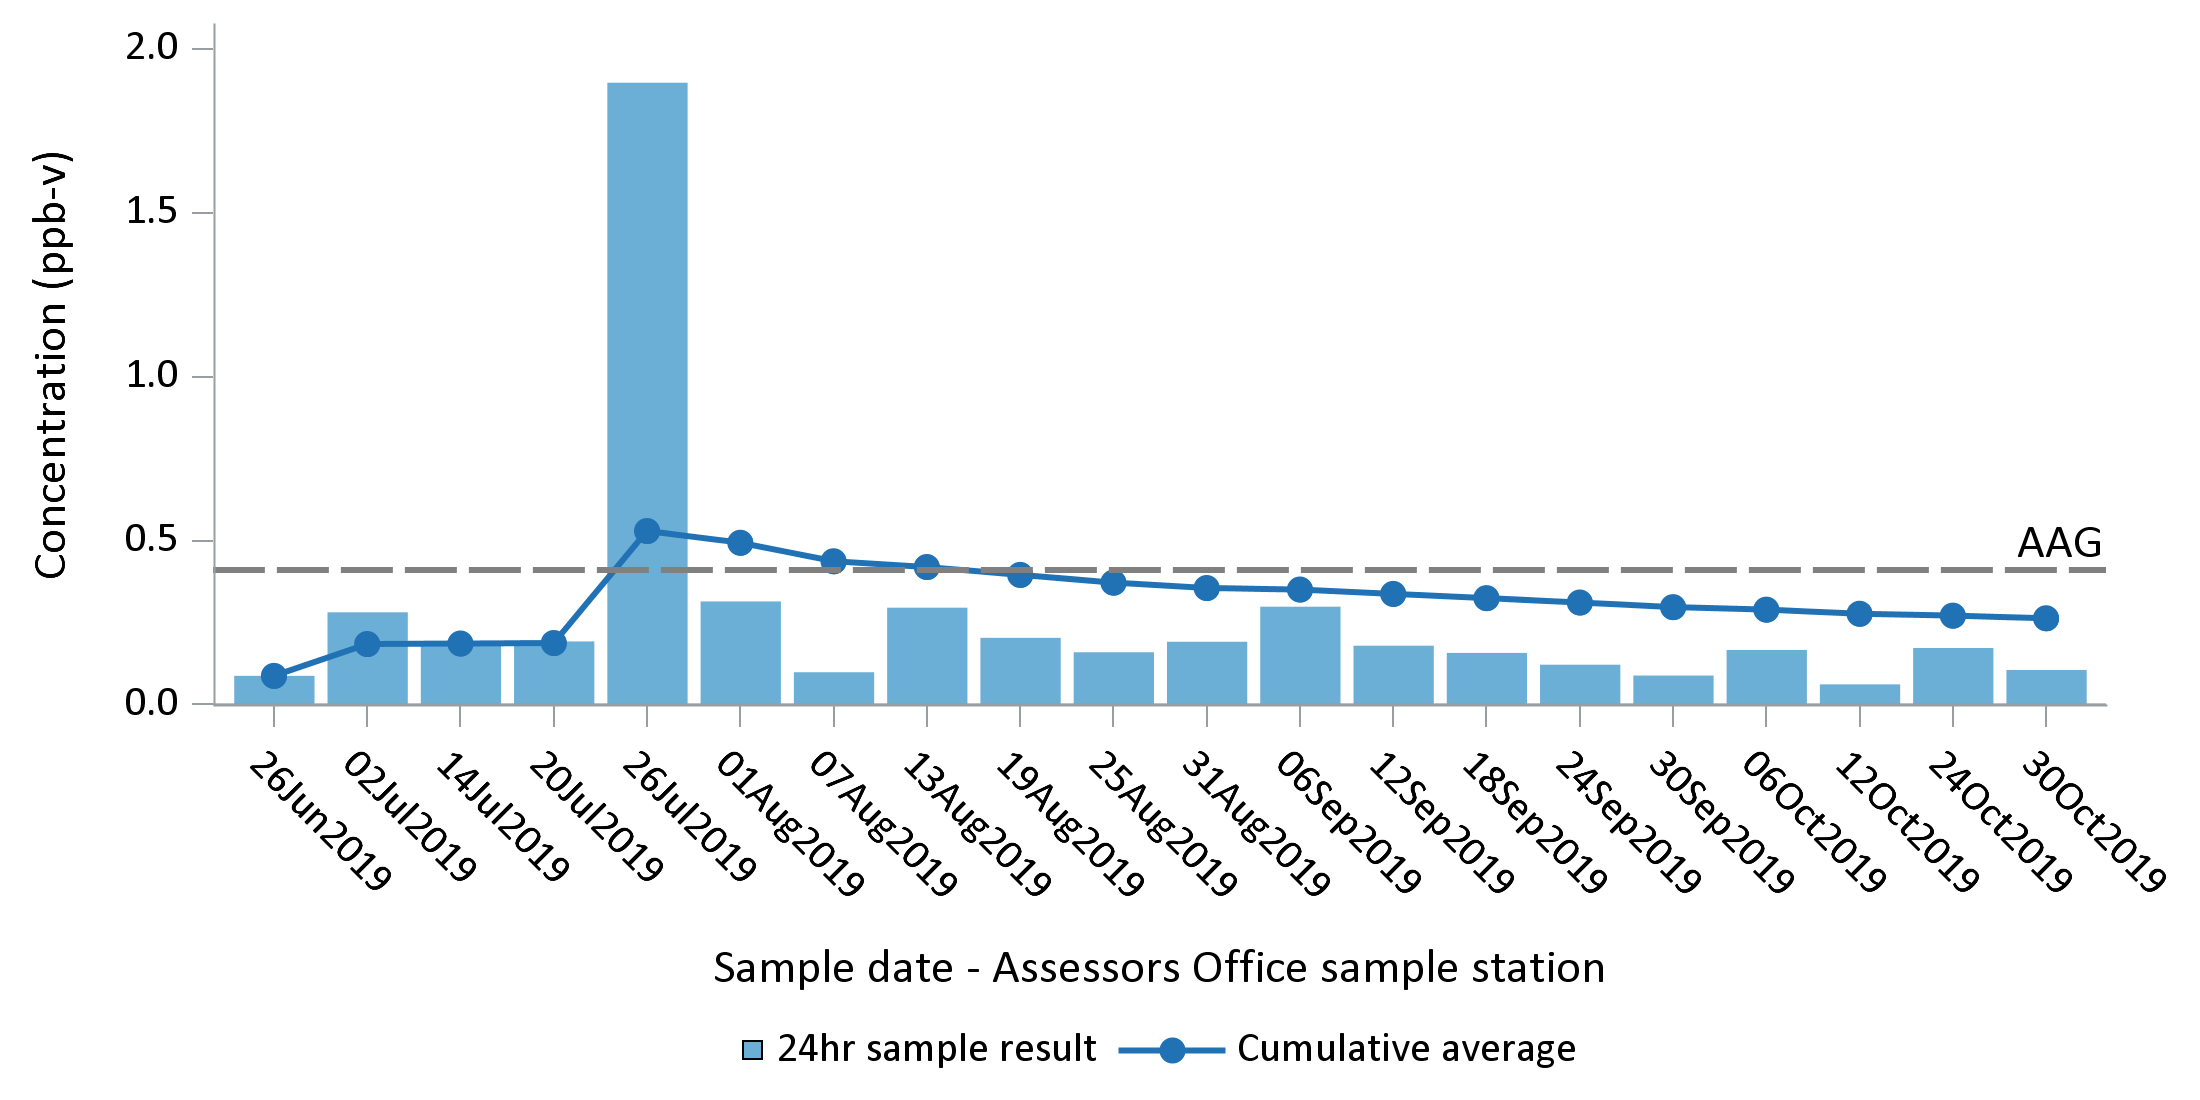 Concentration (ppb-v)
2.0
1.5
1.0
0.5
0.0
AAG
26Jun2019
02Jul2019
14Jul2019
20Jul2019
26Jul2019
01Aug2019
07Aug2019
13Aug2019
19Aug2019
25Aug2019
31Aug2019
06Sep2019
12Sep2019
18Sep2019
24Sep2019
30Sep2019
06Oct2019
12Oct2019
24Oct2019
30Oct2019
Sample date - Assessors Office sample station
24hr sample result
Cumulative average